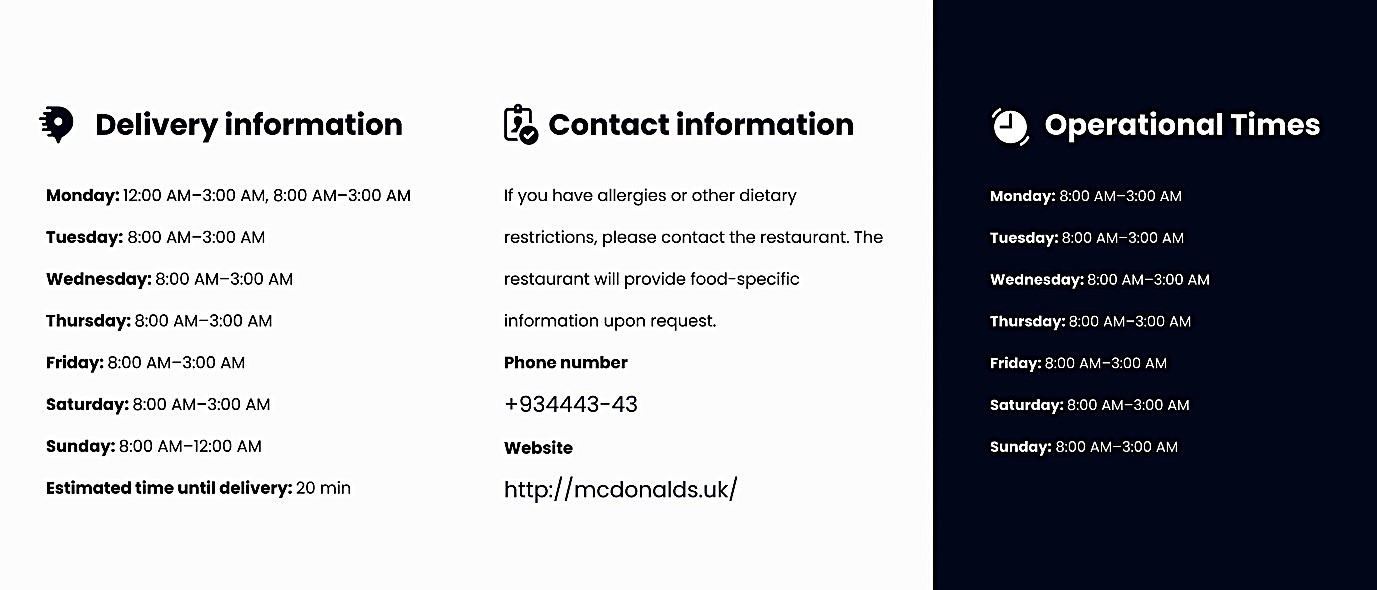 Delivery information
Monday: 12:00 AM–3:00 AM, 8:00 AM–3:00 AM
Tuesday: 8:00 AM–3:00 AM
Wednesday: 8:00 AM–3:00 AM
Thursday: 8:00 AM–3:00 AM
Friday: 8:00 AM–3:00 AM
Saturday: 8:00 AM–3:00 AM
Sunday: 8:00 AM–12:00 AM
Estimated time until delivery: 20 min
Contact information
If you have allergies or other dietary
restrictions, please contact the restaurant. The
restaurant will provide food-specific
information upon request.
Phone number
+934443-43
Website
http://mcdonalds.uk/
Operational Times
Monday: 8:00 AM–3:00 AM
Tuesday: 8:00 AM–3:00 AM
Wednesday: 8:00 AM–3:00 AM
Thursday: 8:00 AM–3:00 AM
Friday: 8:00 AM–3:00 AM
Saturday: 8:00 AM–3:00 AM
Sunday: 8:00 AM–3:00 AM